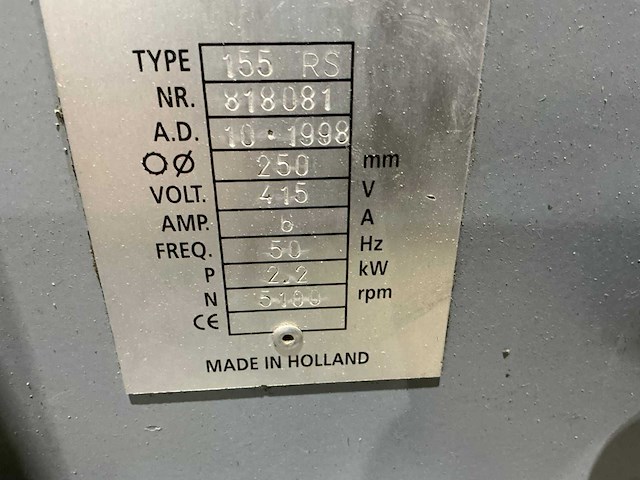 TYPE 155 RS
NR. 818081
A.D. 10 • 1998
Ø 250 mm
VOLT. 415 V
AMP. 6 A
FREQ. 50 Hz
P 2.2 kW
N 5100 rpm
CE
MADE IN HOLLAND